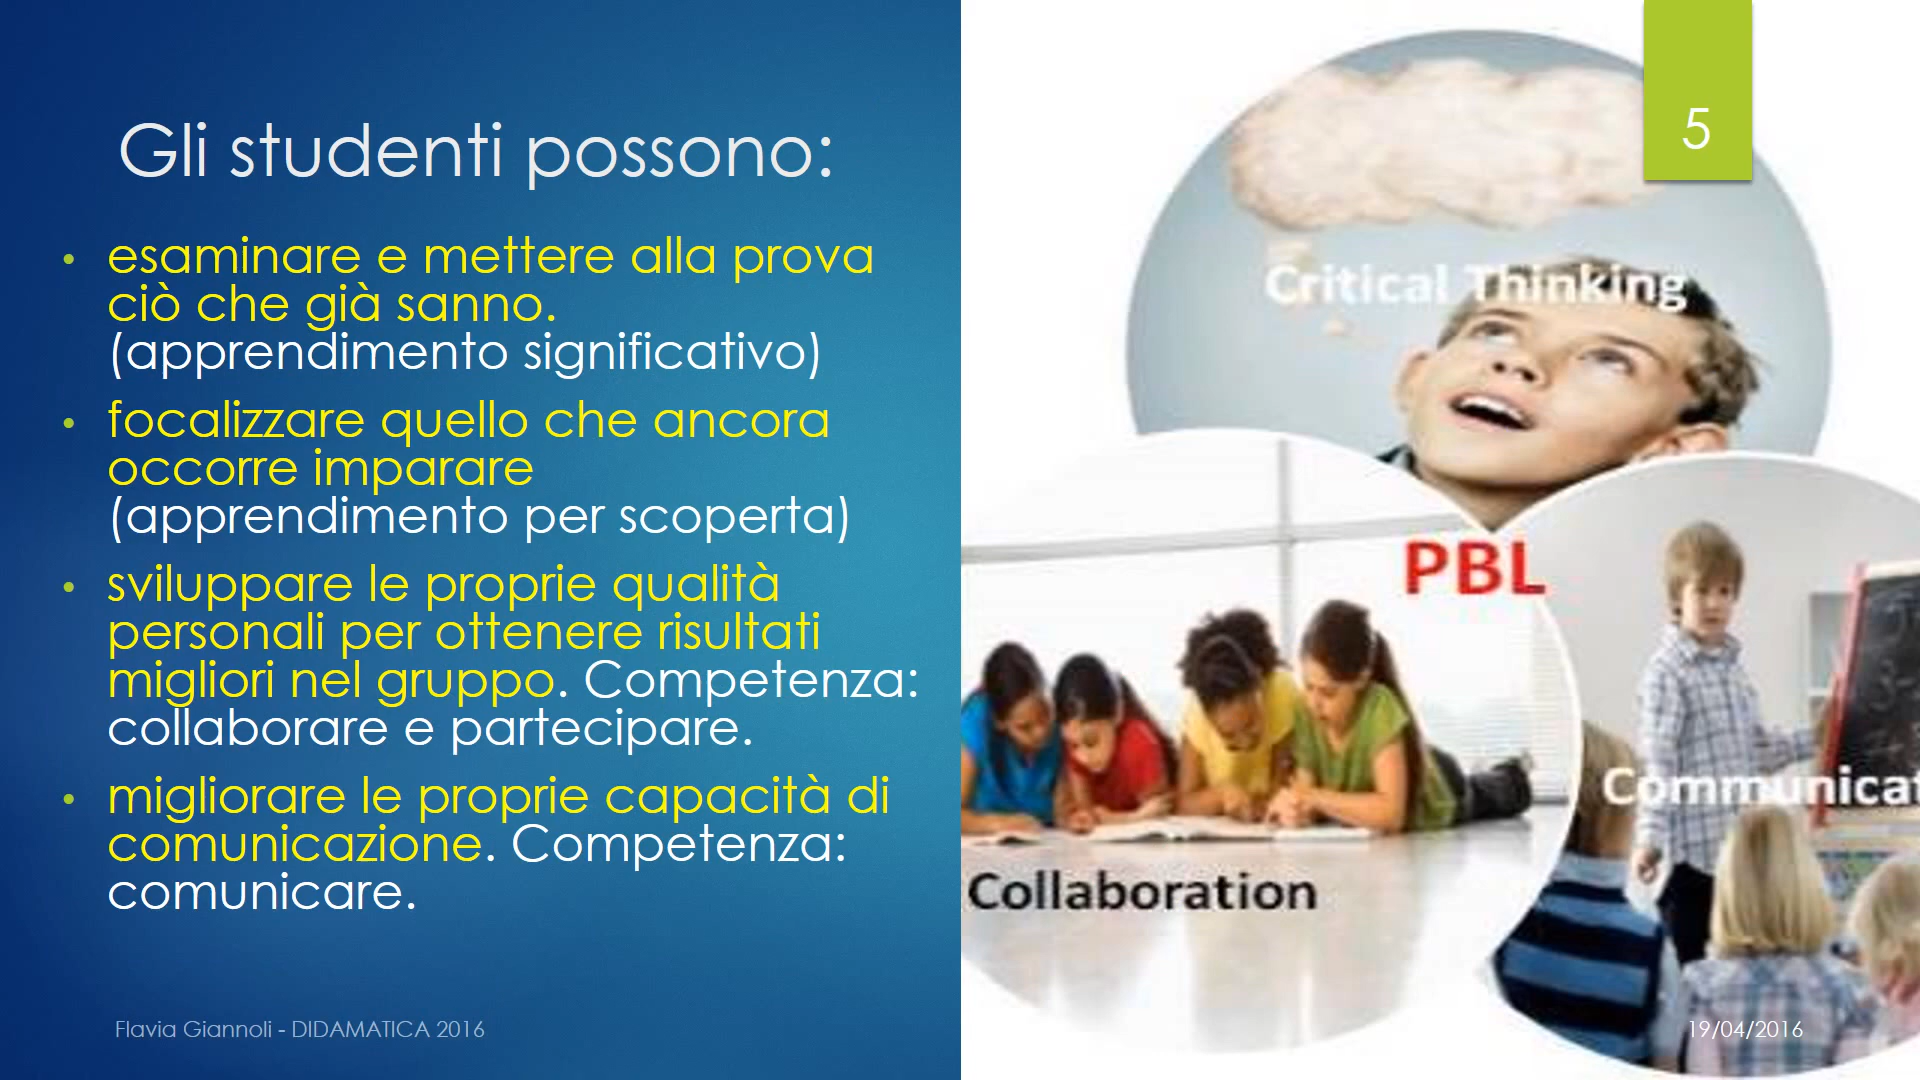 Gli studenti possono:
• esaminare e mettere alla prova
ciò che già sanno.
(apprendimento significativo)
• focalizzare quello che ancora
occorre imparare
(apprendimento per scoperta)
• sviluppare le proprie qualità
personali per ottenere risultati
migliori nel gruppo. Competenza:
collaborare e partecipare.
• migliorare le proprie capacità di
comunicazione. Competenza:
comunicare.
Flavia Giannoli - DIDAMATICA 2016
5
Critical Thinking
PBL
Communicat
Collaboration
19/04/2016